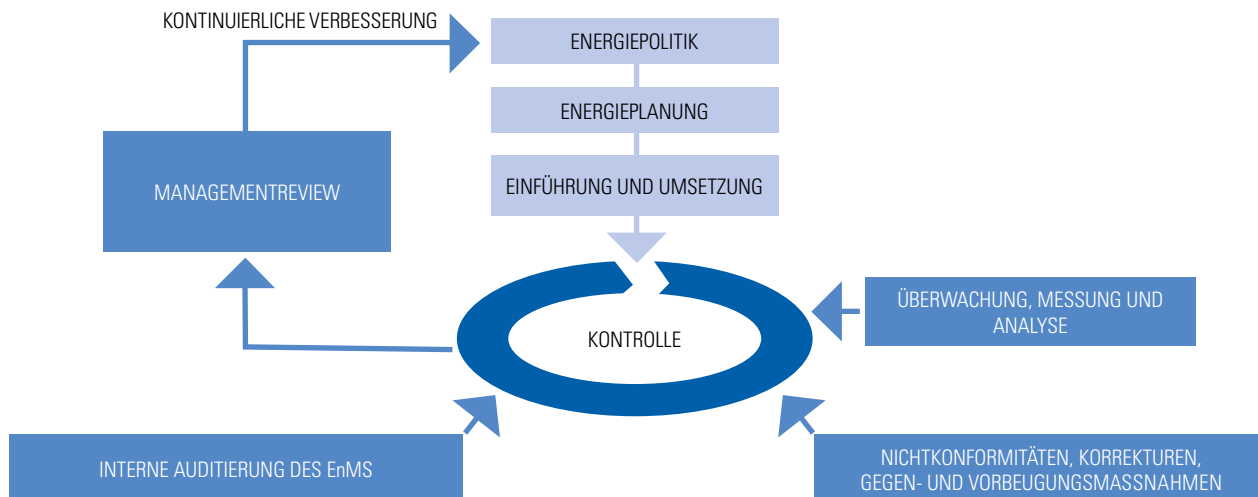 KONTINUIERLICHE VERBESSERUNG
ENERGIEPOLITIK
ENERGIEPLANUNG
MANAGEMENTREVIEW
EINFÜHRUNG UND UMSETZUNG
ÜBERWACHUNG, MESSUNG UND
ANALYSE
KONTROLLE
INTERNE AUDITIERUNG DES EnMS
NICHTKONFORMITÄTEN, KORREKTUREN,
GEGEN- UND VORBEUGUNGSMASSNAHMEN